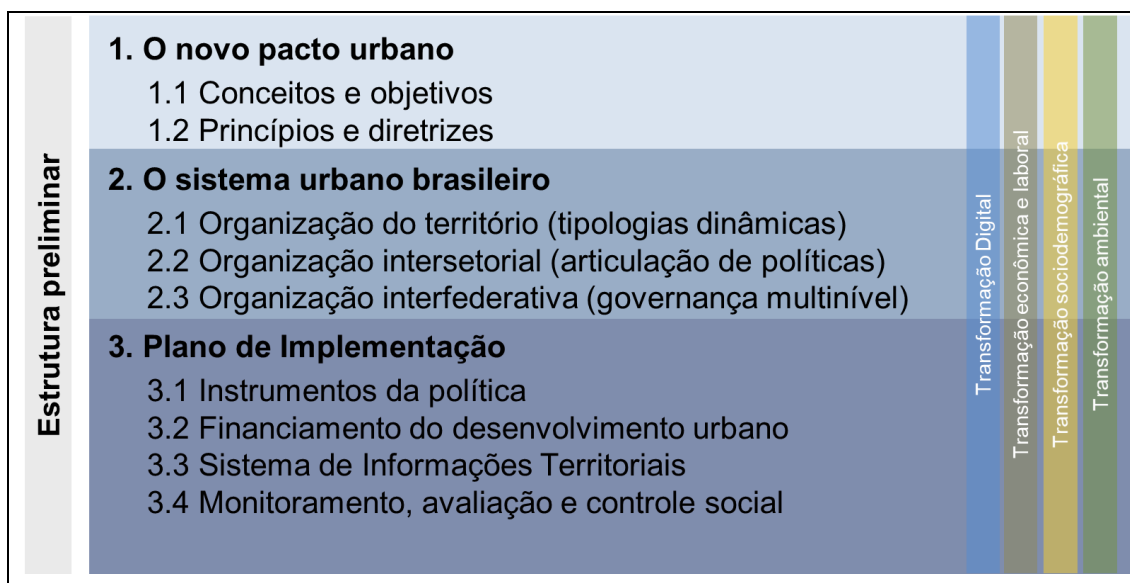 Estrutura preliminar
1. O novo pacto urbano
1.1 Conceitos e objetivos
1.2 Princípios e diretrizes
2. O sistema urbano brasileiro
2.1 Organização do território (tipologias dinâmicas)
2.2 Organização intersetorial (articulação de políticas)
2.3 Organização interfederativa (governança multinível)
3. Plano de Implementação
3.1 Instrumentos da política
3.2 Financiamento do desenvolvimento urbano
3.3 Sistema de Informações Territoriais
3.4 Monitoramento, avaliação e controle social
Transformação Digital
Transformação econômica e laboral
Transformação sociodemográfica
Transformação ambiental